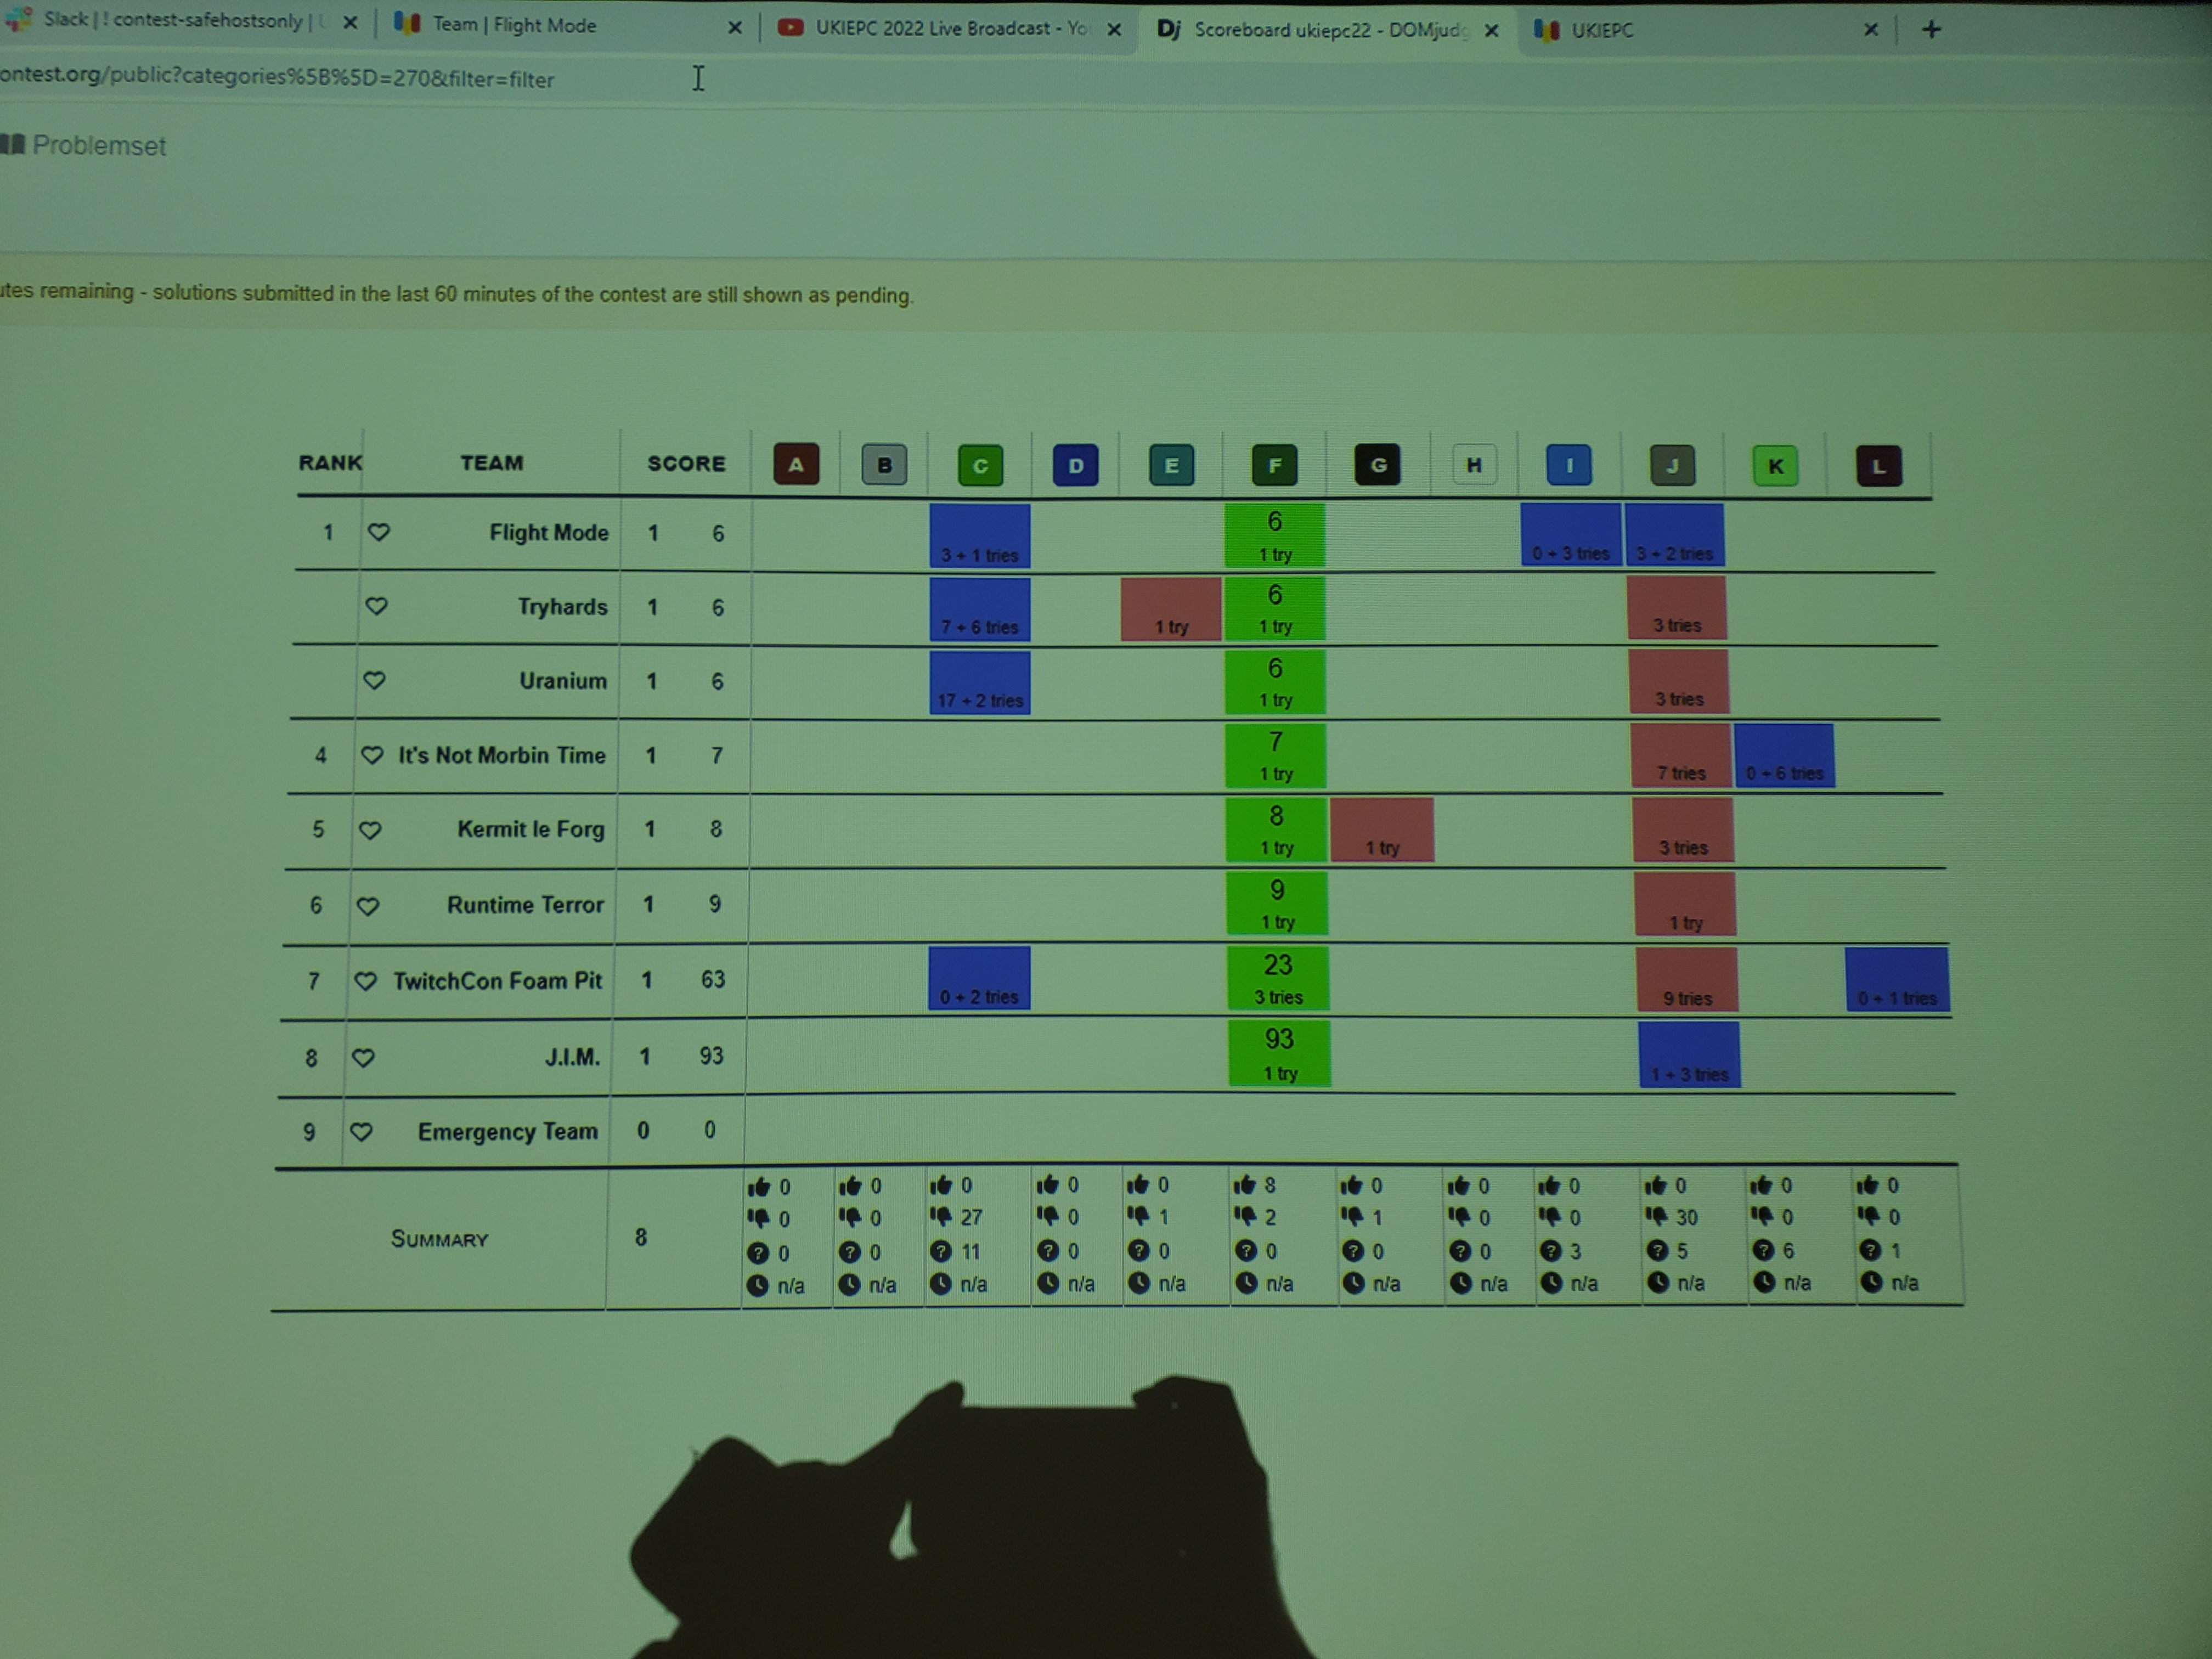 Slack | ! contest-safehostsonly |
Team | Flight Mode
UKIEPC 2022 Live Broadcast - Yo
Dj Scoreboard ukiepc22 - DOMjudg
UKIEPC
ontest.org/public?categories%5B%5D=270&filter=filter
Problemset
utes remaining - solutions submitted in the last 60 minutes of the contest are still shown as pending.
RANK TEAM SCORE A B C D E F G H I J K L
1 Flight Mode 1 6 3 + 1 tries 6 1 try 0 + 3 tries 3 + 2 tries
Tryhards 1 6 7 + 6 tries 1 try 6 1 try 3 tries
Uranium 1 6 17 + 2 tries 6 1 try 3 tries
4 It's Not Morbin Time 1 7 7 1 try 7 tries 0 + 6 tries
5 Kermit le Forg 1 8 8 1 try 1 try 3 tries
6 Runtime Terror 1 9 9 1 try 1 try
7 TwitchCon Foam Pit 1 63 0 + 2 tries 23 3 tries 9 tries 0 + 1 tries
8 J.I.M. 1 93 93 1 try 1 + 3 tries
9 Emergency Team 0 0
SUMMARY 8
0 0 0 0 0 8 0 0 0 0 0 0
0 0 27 0 1 2 1 0 0 30 0 0
? 0 ? 0 ? 11 ? 0 ? 0 ? 0 ? 0 ? 0 ? 3 ? 5 ? 6 ? 1
n/a n/a n/a n/a n/a n/a n/a n/a n/a n/a n/a n/a